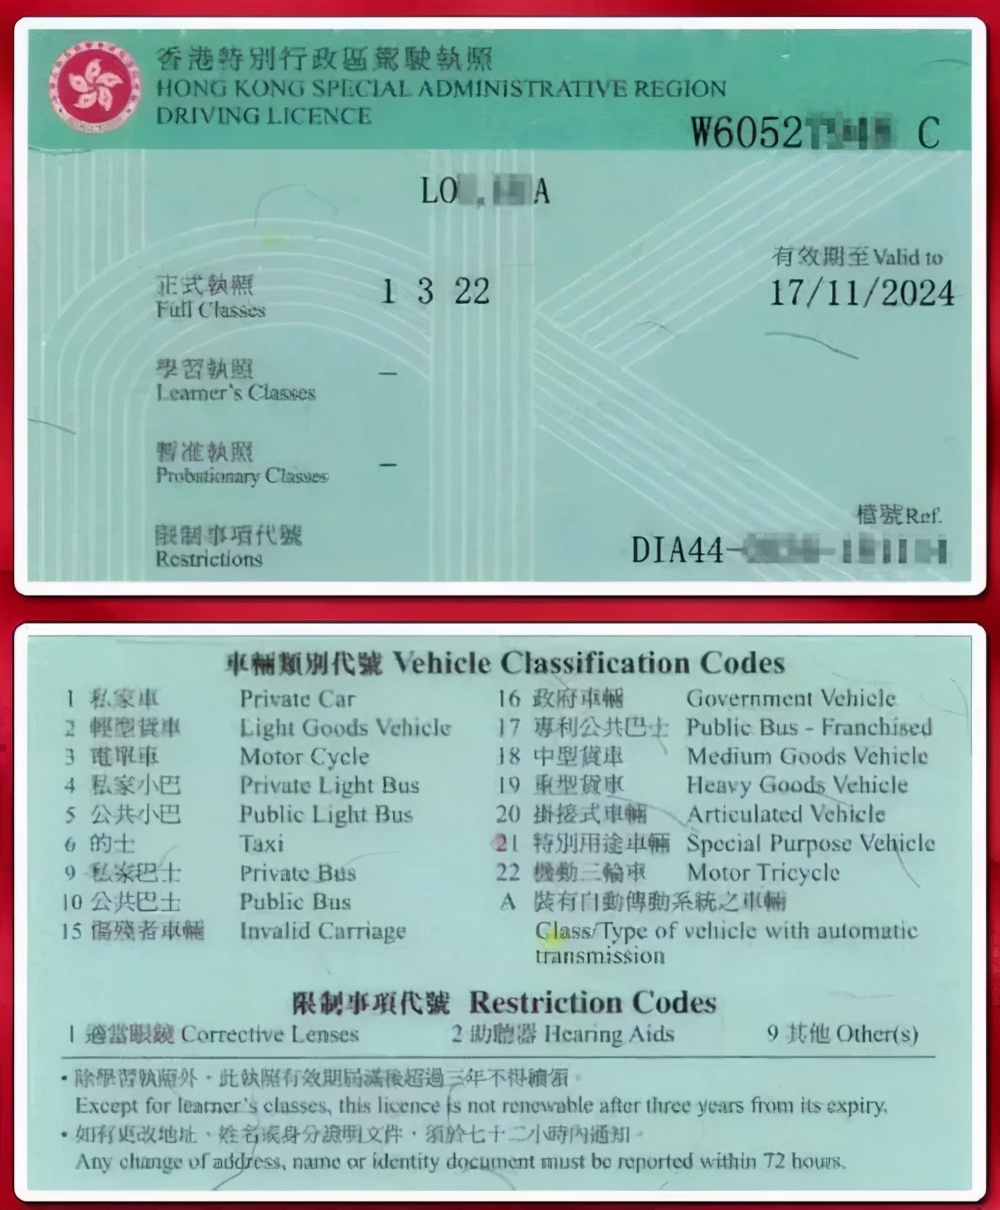 香港特別行政區駕駛執照
HONG KONG SPECIAL ADMINISTRATIVE REGION
DRIVING LICENCE
W6052 C
LO , A
有效期至Valid to
17/11/2024
正式執照
Full Classes
1 3 22
學習執照
Learner's Classes
–
暫准執照
Probationary Classes
–
限制事項代號
Restrictions
檔號Ref.
DIA44-
車輛類別代號 Vehicle Classification Codes
1 私家車 Private Car
2 輕型貨車 Light Goods Vehicle
3 電單車 Motor Cycle
4 私家小巴 Private Light Bus
5 公共小巴 Public Light Bus
6 的士 Taxi
9 私家巴士 Private Bus
10 公共巴士 Public Bus
15 傷殘者車輛 Invalid Carriage
16 政府車輛 Government Vehicle
17 專利公共巴士 Public Bus - Franchised
18 中型貨車 Medium Goods Vehicle
19 重型貨車 Heavy Goods Vehicle
20 掛接式車輛 Articulated Vehicle
21 特別用途車輛 Special Purpose Vehicle
22 機動三輪車 Motor Tricycle
A 裝有自動傳動系統之車輛
Class/Type of vehicle with automatic
transmission
限制事項代號 Restriction Codes
1 適當眼鏡 Corrective Lenses 2 助聽器 Hearing Aids 9 其他 Other(s)
• 除學習執照外，此執照有效期屆滿後超過三年不得續領。
Except for learner's classes, this licence is not renewable after three years from its expiry.
• 如有更改地址、姓名或身分證明文件，須於七十二小時內通知。
Any change of address, name or identity document must be reported within 72 hours.